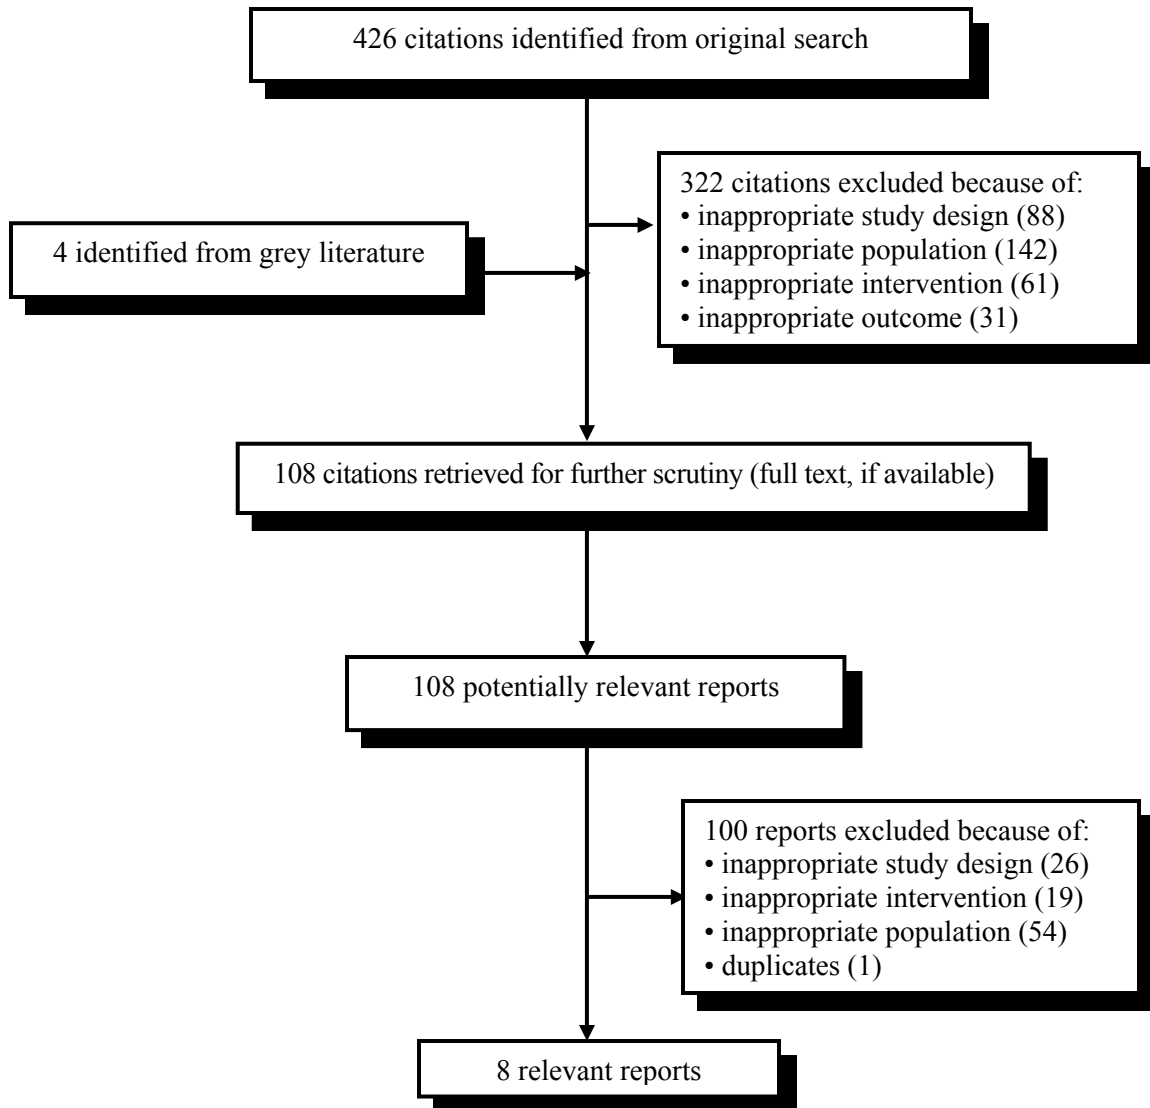 426 citations identified from original search
322 citations excluded because of:
• inappropriate study design (88)
• inappropriate population (142)
• inappropriate intervention (61)
• inappropriate outcome (31)
4 identified from grey literature
108 citations retrieved for further scrutiny (full text, if available)
108 potentially relevant reports
100 reports excluded because of:
• inappropriate study design (26)
• inappropriate intervention (19)
• inappropriate population (54)
• duplicates (1)
8 relevant reports